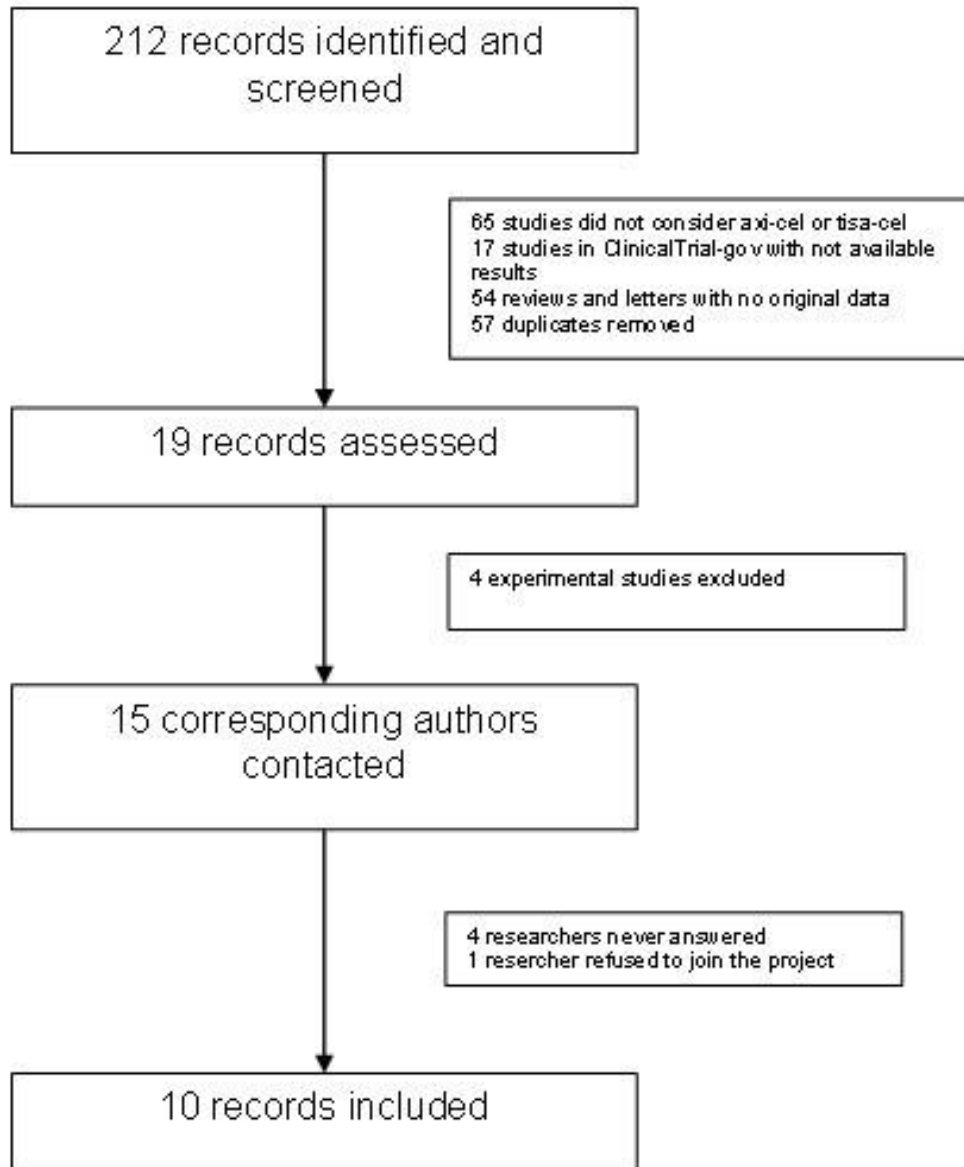 212 records identified and
screened
65 studies did not consider axi-cel or tisa-cel
17 studies in ClinicalTrial-gov with not available
results
54 reviews and letters with no original data
57 duplicates removed
19 records assessed
4 experimental studies excluded
15 corresponding authors
contacted
4 researchers never answered
1 resercher refused to join the project
10 records included